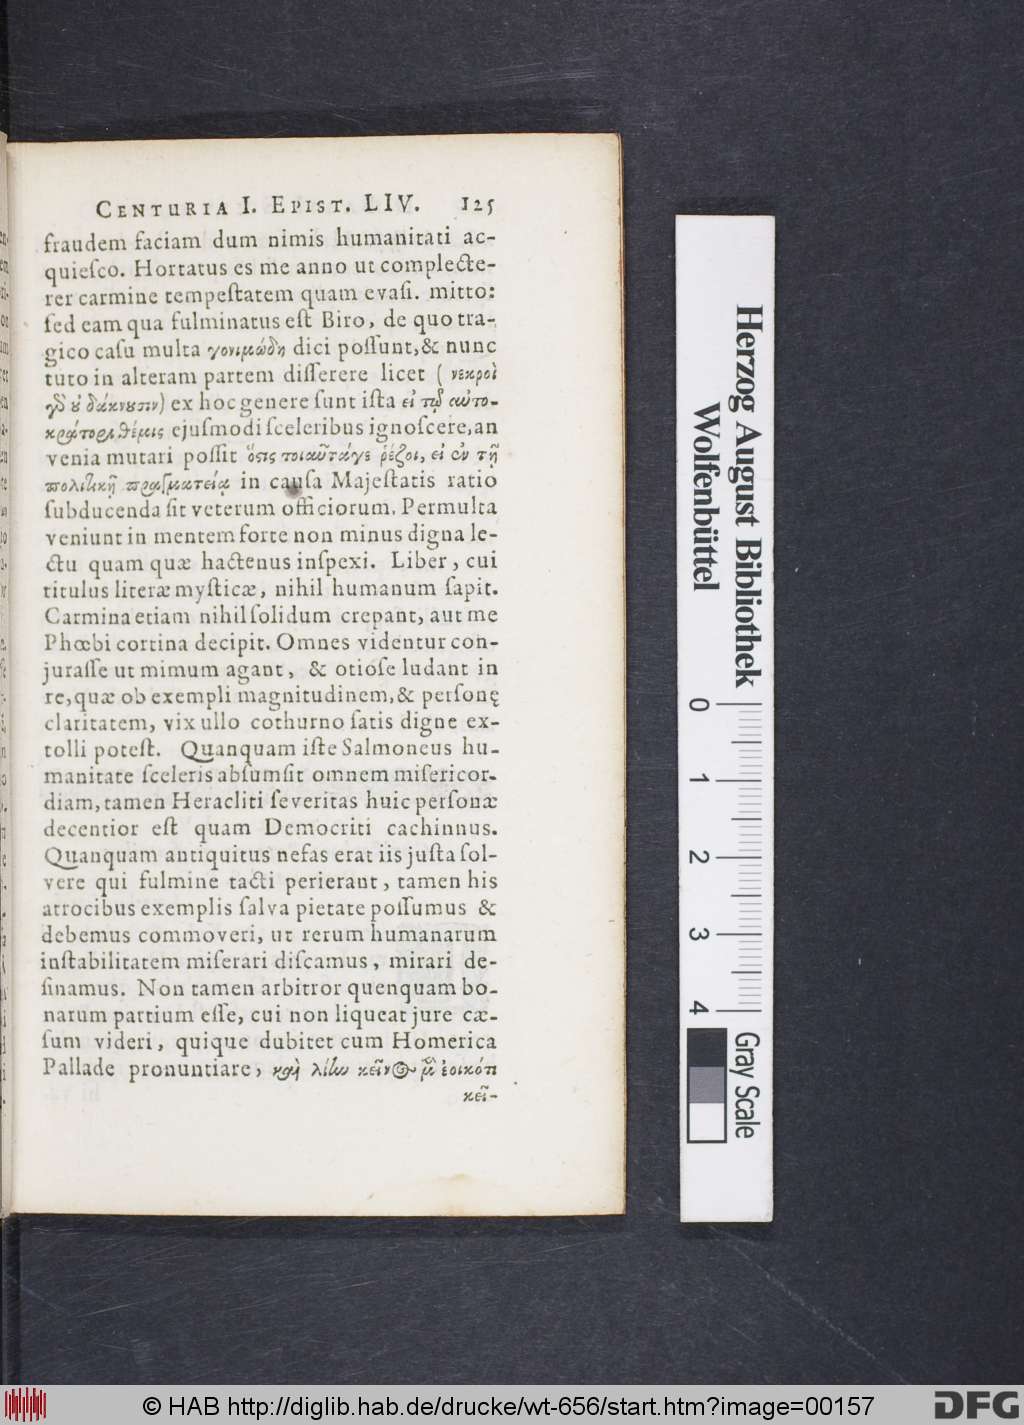 CENTURIA I. EPIST. LIV. 125
fraudem faciam dum nimis humanitati ac-
quieſco. Hortatus es me anno ut complecte-
rer carmine tempeſtatem quam evaſi. mitto:
ſed eam qua fulminatus eſt Biro, de quo tra-
gico caſu multa γονιμώδη dici poſſunt, & nunc
tuto in alteram partem diſſerere licet ( νεκροὶ
γδ ȣ δάκνȣσιν) ex hoc genere ſunt iſta εἰ τῷ αὐτο-
κράτορι θέμις ejuſmodi ſceleribus ignoſcere, an
venia mutari poſſit ὅστις τοιαῦτάγε ῥέζοι, εἰ ἐν τῇ
πολιτικῇ πραγματείᾳ in cauſa Majeſtatis ratio
ſubducenda ſit veterum officiorum. Permulta
veniunt in mentem forte non minus digna le-
ctu quam quæ hactenus inſpexi. Liber, cui
titulus literæ myſticæ, nihil humanum ſapit.
Carmina etiam nihil ſolidum crepant, aut me
Phœbi cortina decipit. Omnes videntur con-
juraſſe ut mimum agant, & otioſe ludant in
re, quæ ob exempli magnitudinem, & perſonę
claritatem, vix ullo cothurno ſatis digne ex-
tolli poteſt. Quanquam iſte Salmoneus hu-
manitate ſceleris abſumſit omnem miſericor-
diam, tamen Heracliti ſeveritas huic perſonæ
decentior eſt quam Democriti cachinnus.
Quanquam antiquitus nefas erat iis juſta ſol-
vere qui fulmine tacti perierant, tamen his
atrocibus exemplis ſalva pietate poſſumus &
debemus commoveri, ut rerum humanarum
inſtabilitatem miſerari diſcamus, mirari de-
ſinamus. Non tamen arbitror quenquam bo-
narum partium eſſe, cui non liqueat jure cæ-
ſum videri, quique dubitet cum Homerica
Pallade pronuntiare, καὶ λίην κεῖνος μὲν ἐοικότι
κεῖ-
Herzog August Bibliothek
Wolfenbüttel
0 1 2 3 4
Gray Scale
© HAB http://diglib.hab.de/drucke/wt-656/start.htm?image=00157
DFG